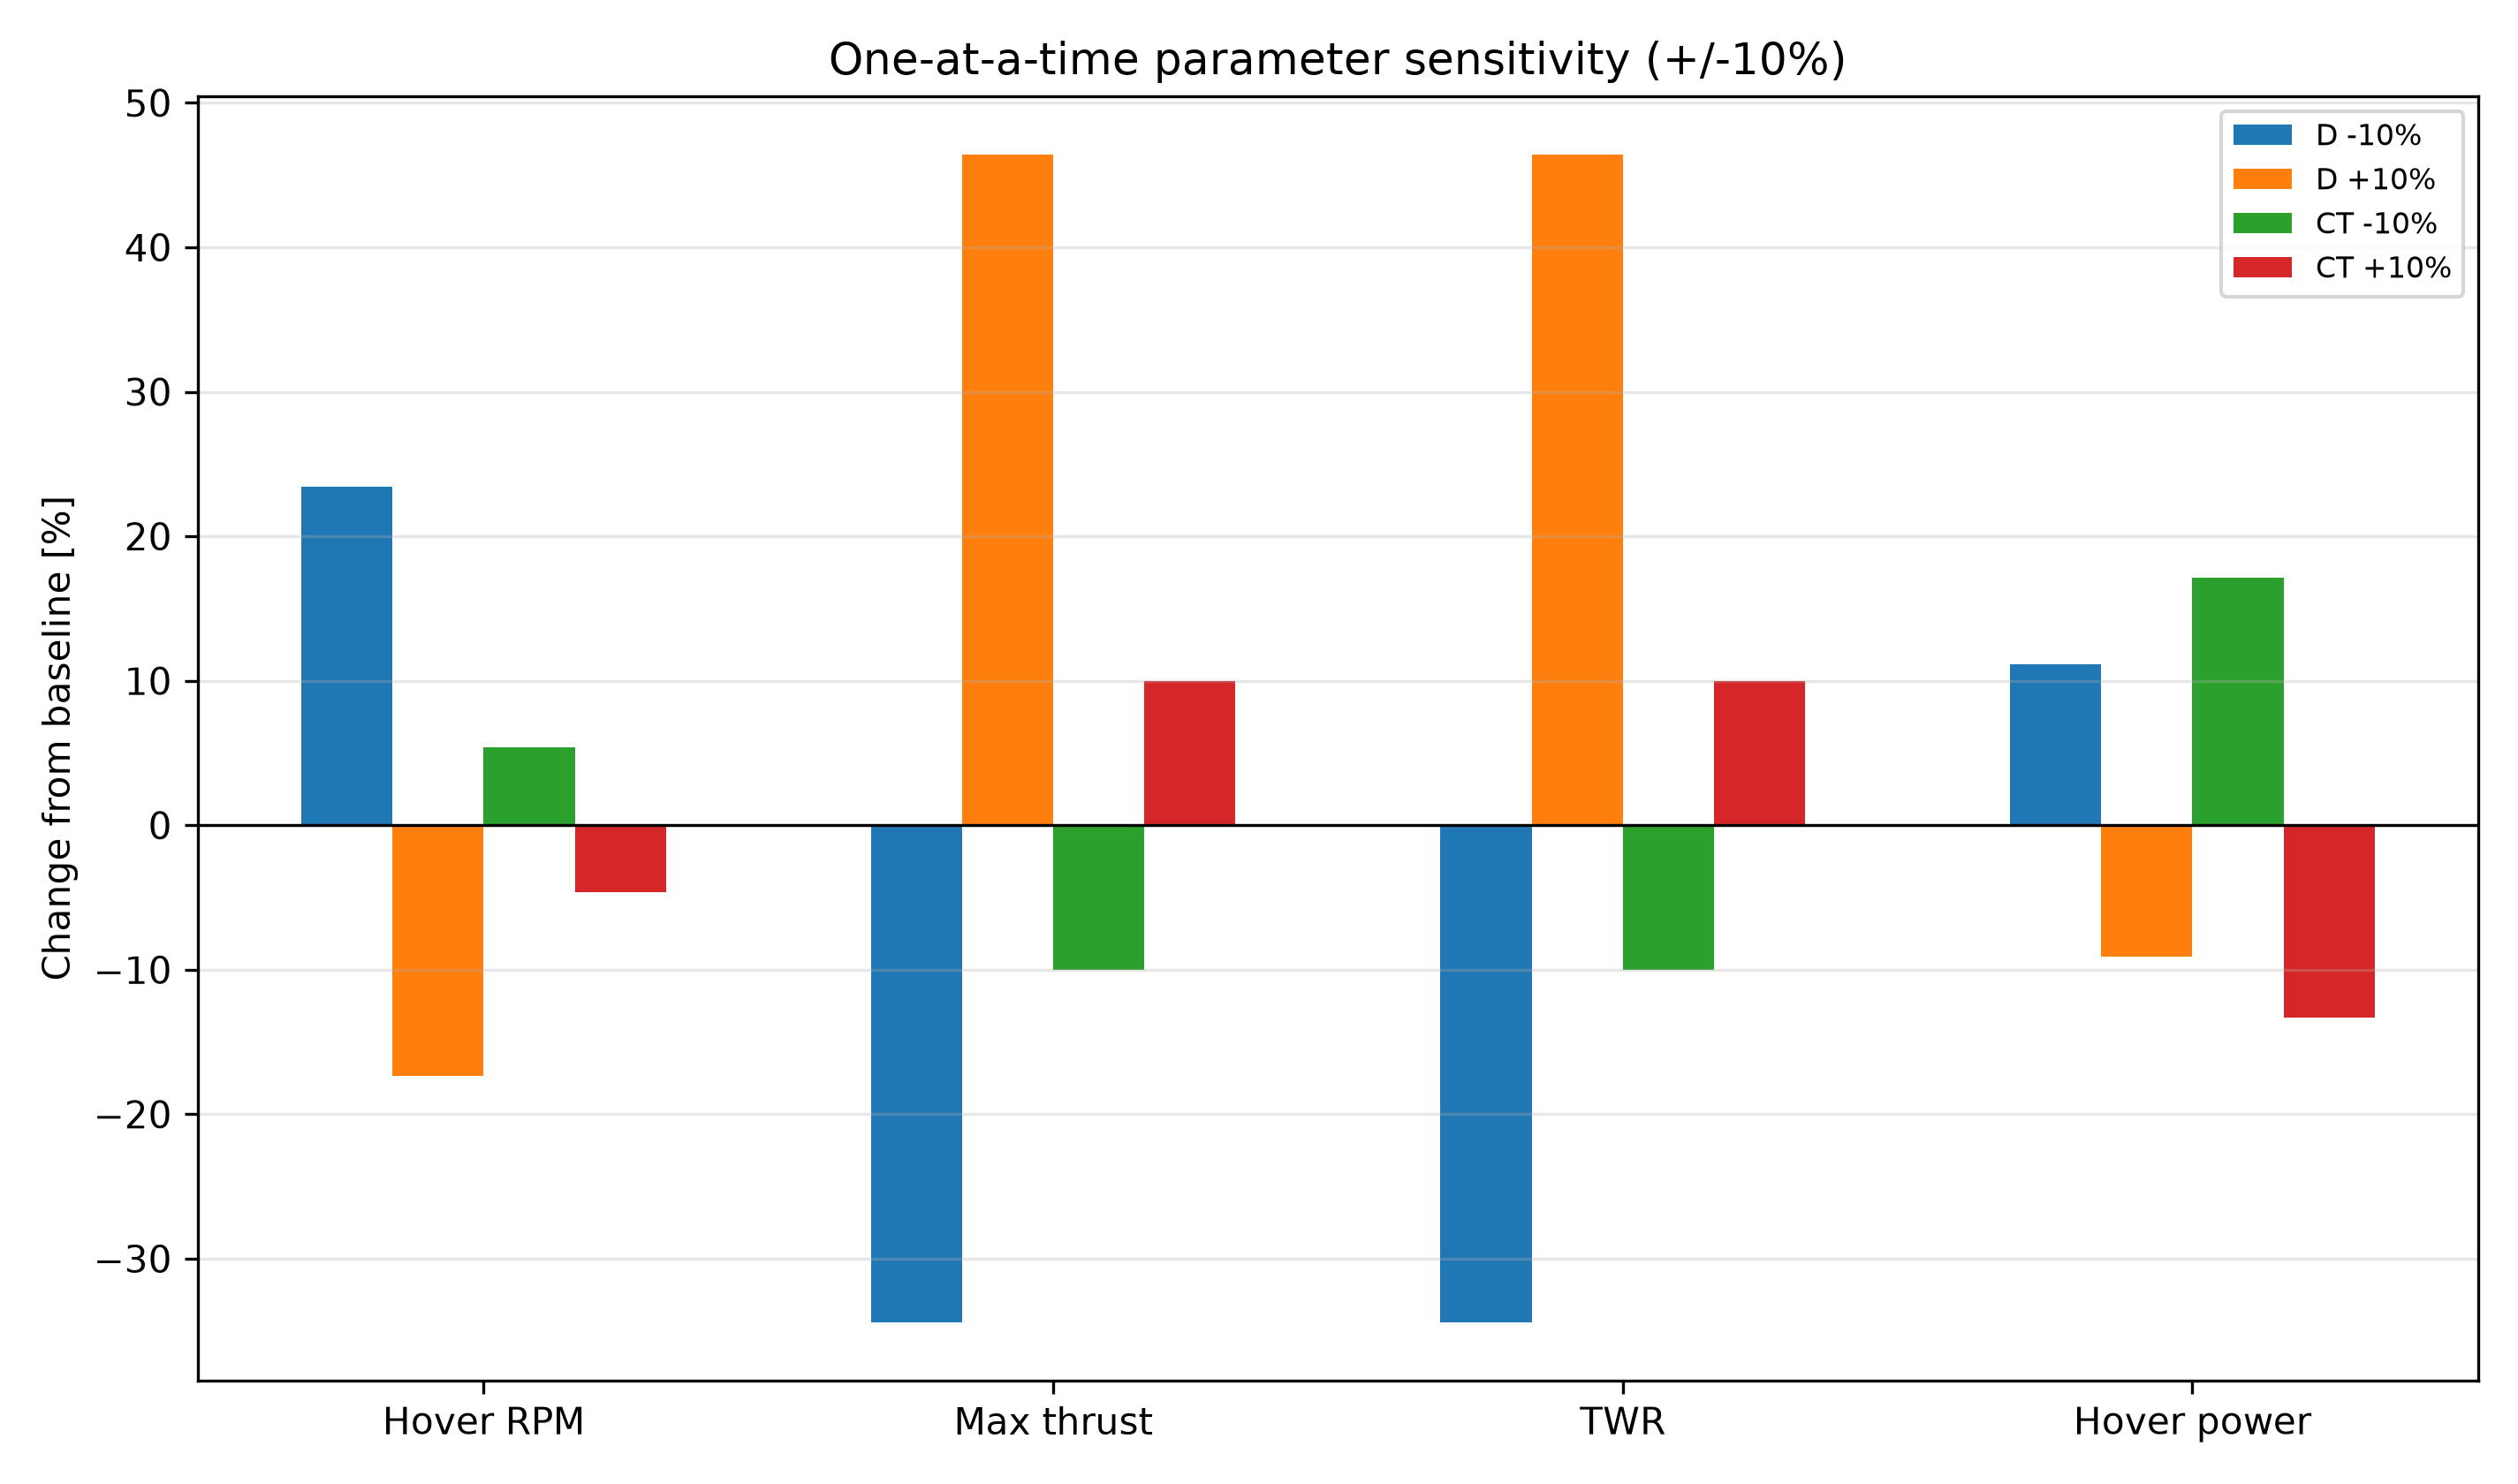 One-at-a-time parameter sensitivity (+/-10%)
50
40
30
20
10
0
−10
−20
−30
Change from baseline [%]
D -10%
D +10%
CT -10%
CT +10%
Hover RPM
Max thrust
TWR
Hover power